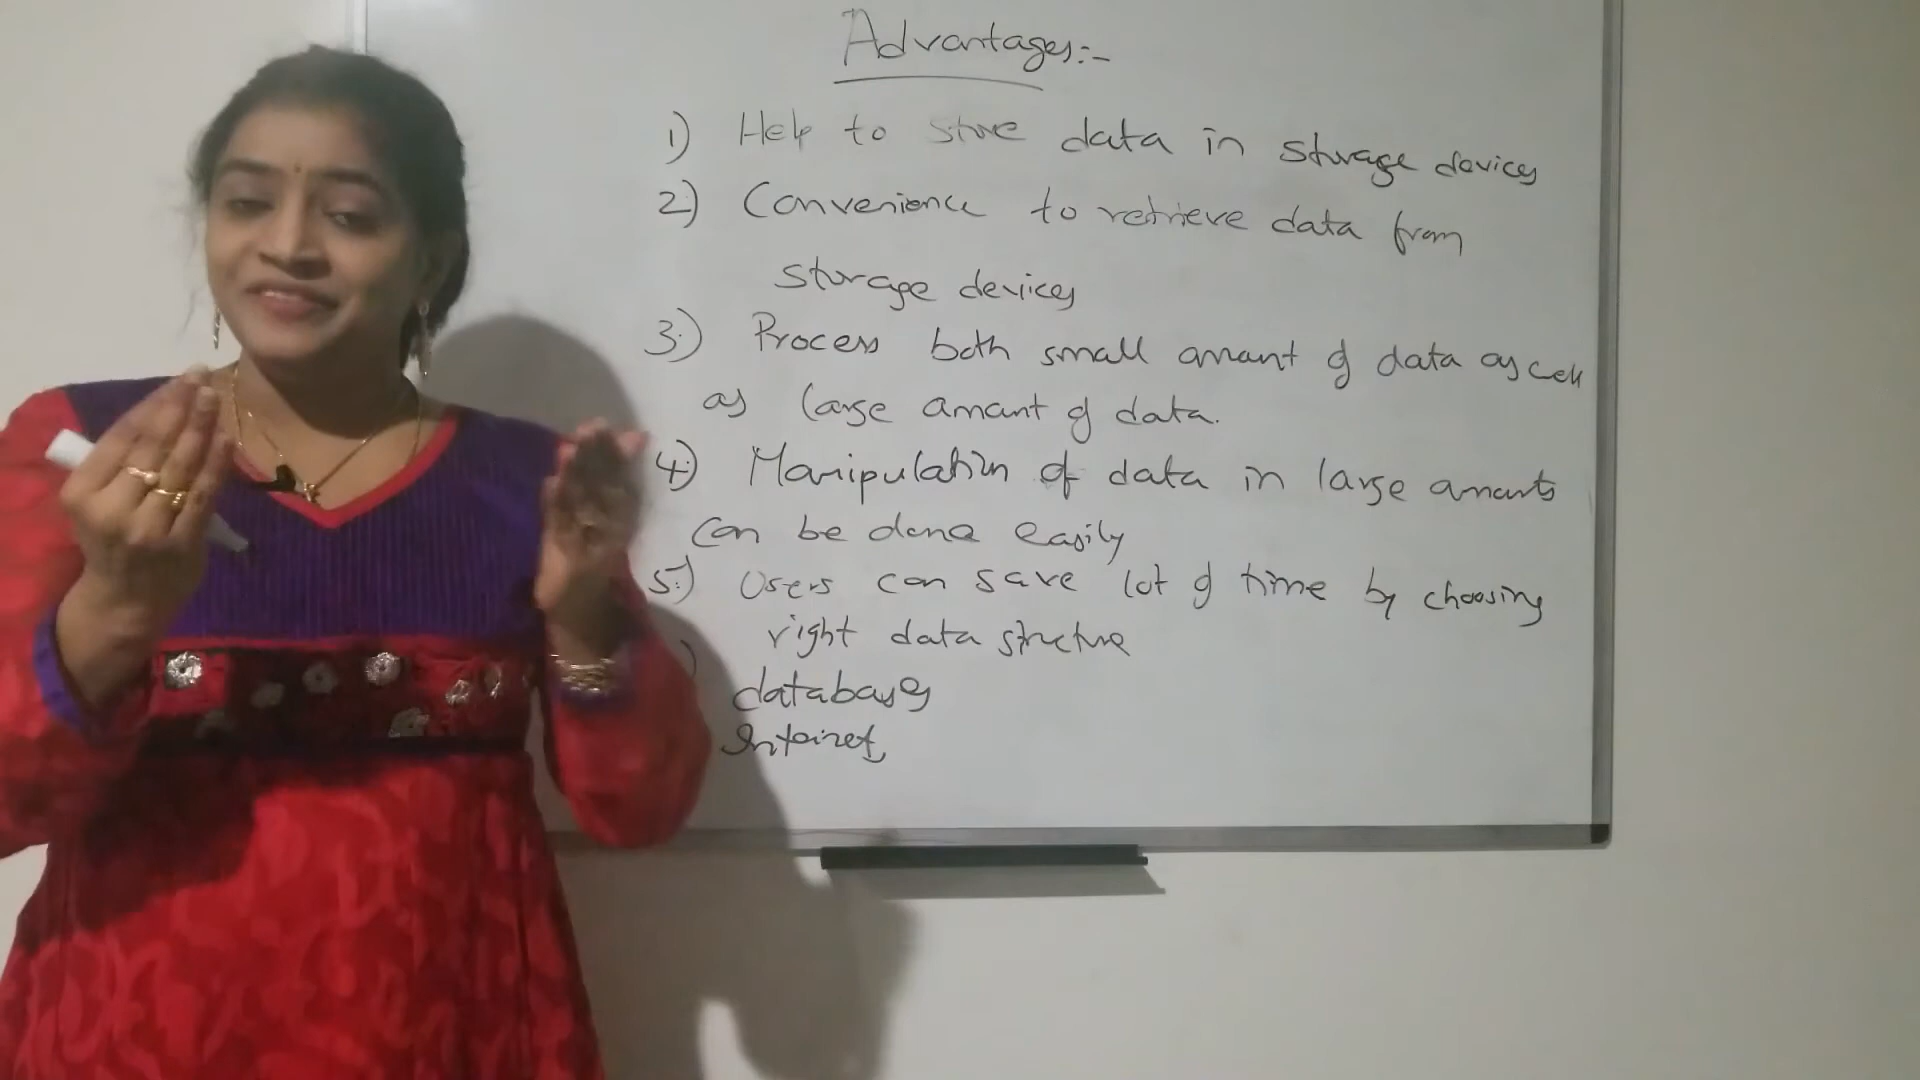 Advantages:-
1) Help to store data in storage devices
2) Convenience to retrieve data from
storage devices
3.) Process both small amount of data as well
as large amount of data.
4.) Manipulation of data in large amounts
can be done easily
5.) Users can save lot of time by choosing
right data structure
) databases
Internet,